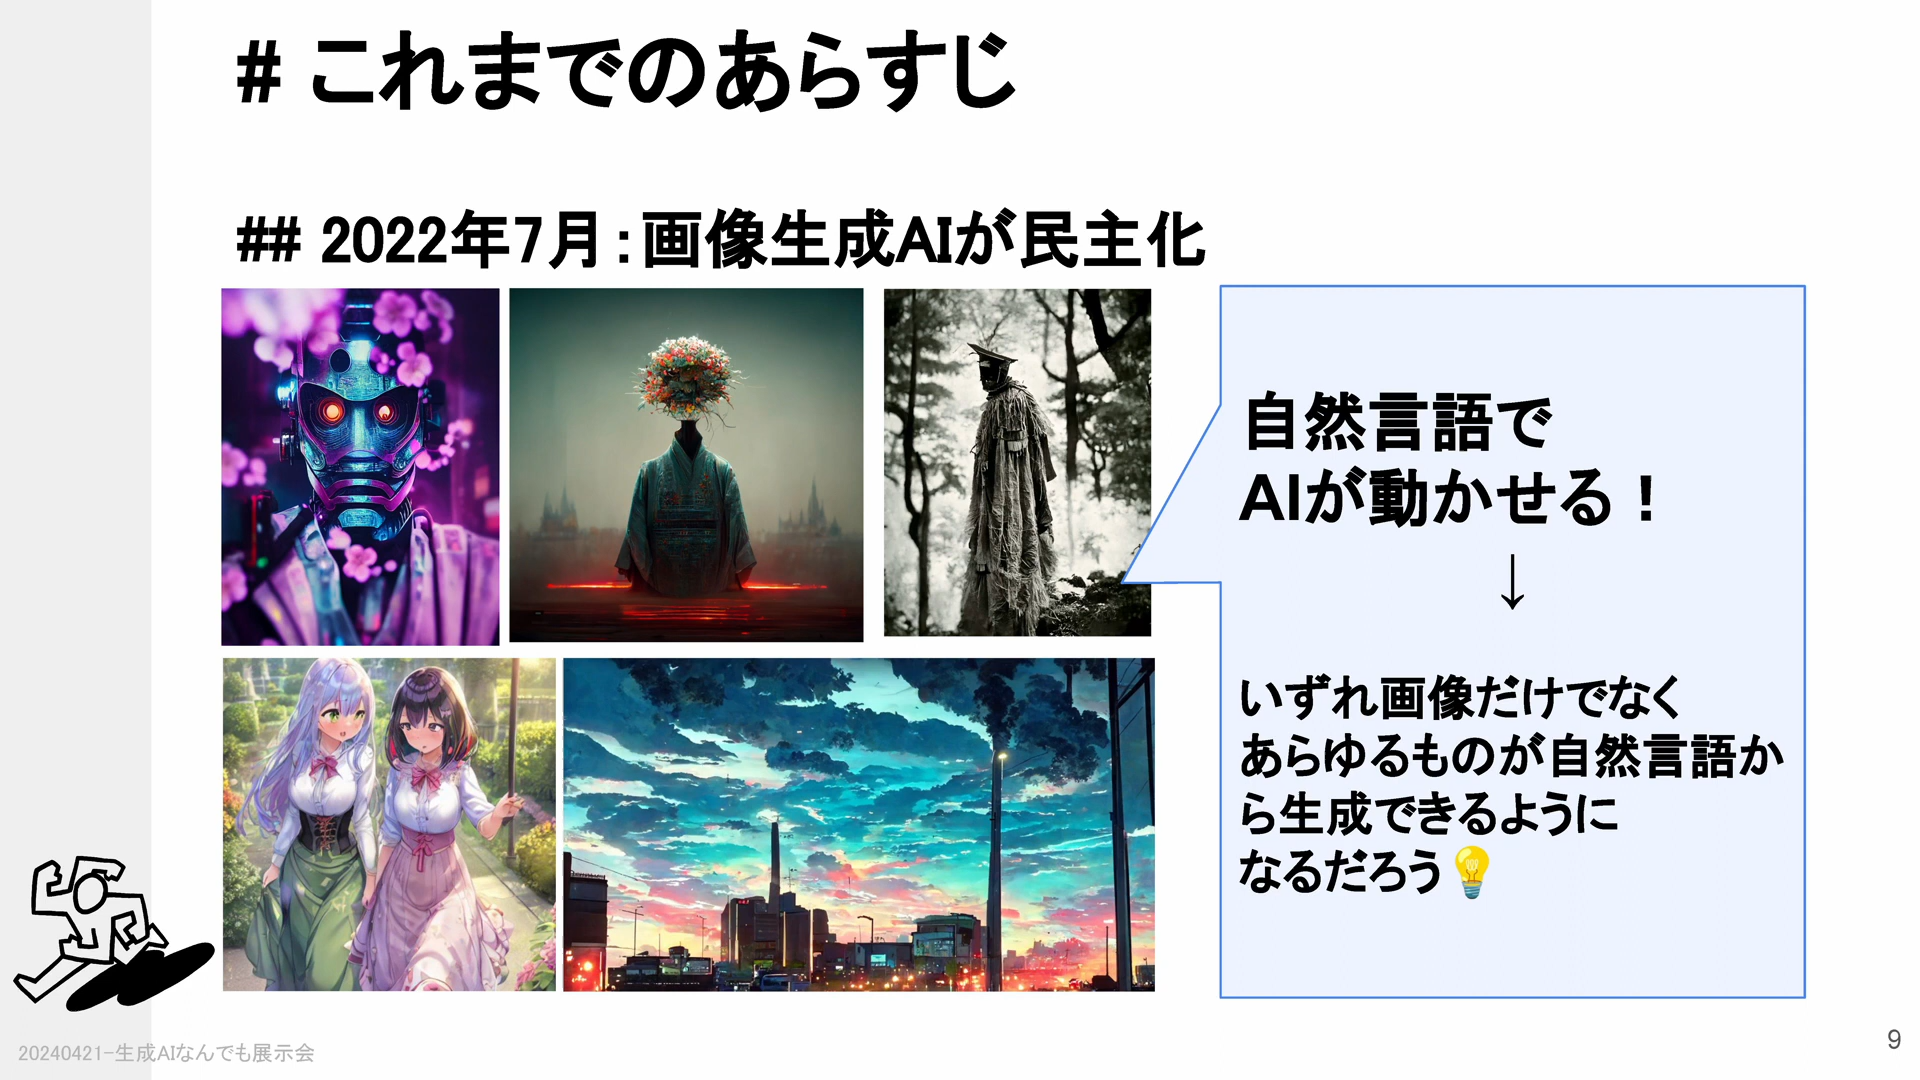 # これまでのあらすじ
## 2022年7月：画像生成AIが民主化
自然言語で
AIが動かせる！
↓
いずれ画像だけでなく
あらゆるものが自然言語か
ら生成できるように
なるだろう💡
20240421-生成AIなんでも展示会
9